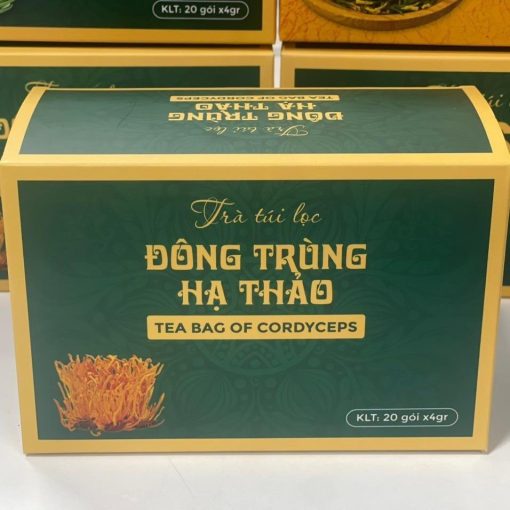 KLT: 20 gói x4gr
Trà túi lọc
ĐÔNG TRÙNG
HẠ THẢO
TEA BAG OF CORDYCEPS
Trà túi lọc
ĐÔNG TRÙNG
HẠ THẢO
TEA BAG OF CORDYCEPS
KLT: 20 gói x4gr